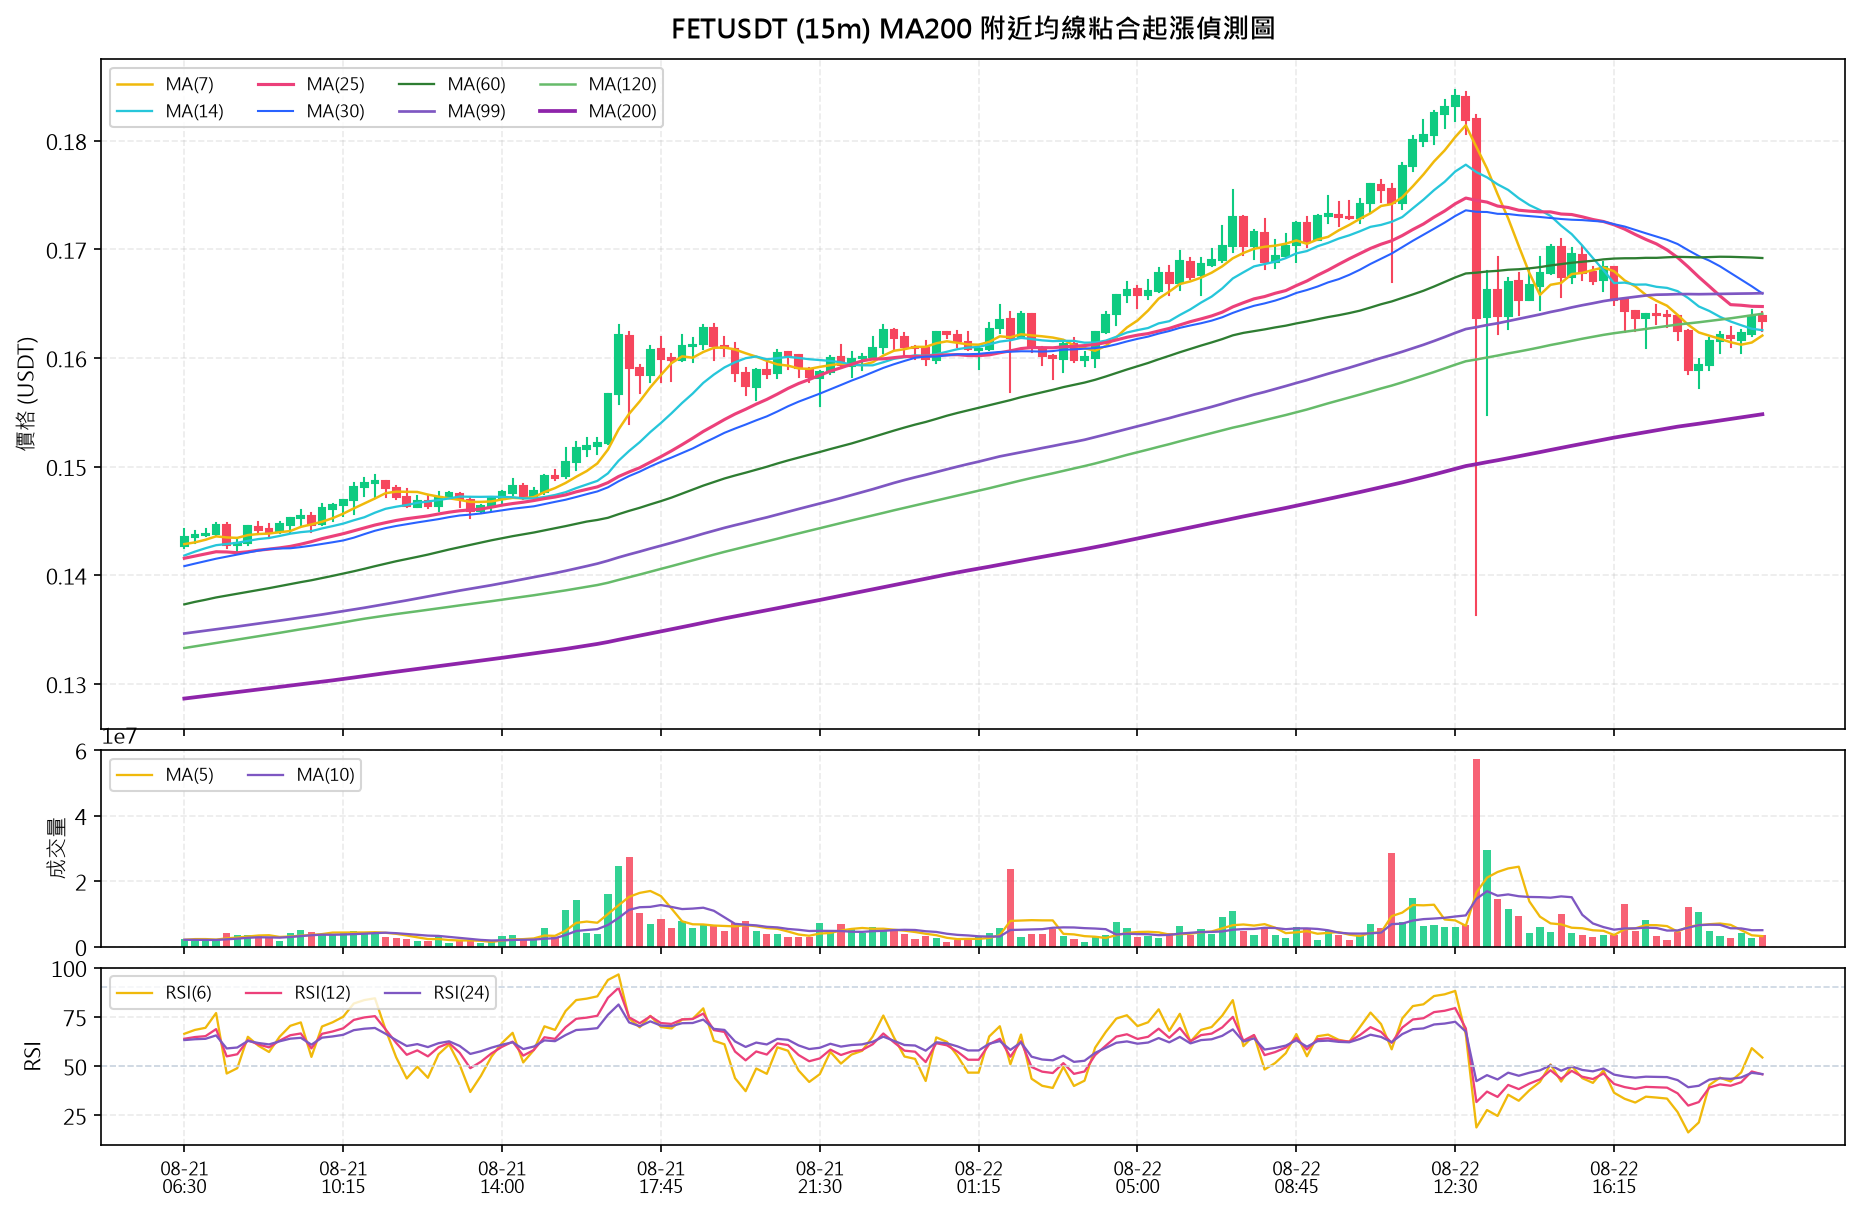 FETUSDT (15m) MA200 附近均線粘合起漲偵測圖
MA(7) MA(25) MA(60) MA(120)
MA(14) MA(30) MA(99) MA(200)
價格 (USDT)
0.18
0.17
0.16
0.15
0.14
0.13
1e7
MA(5) MA(10)
成交量
6
4
2
0
RSI(6) RSI(12) RSI(24)
RSI
100
75
50
25
08-21 08-21 08-21 08-21 08-21 08-22 08-22 08-22 08-22 08-22
06:30 10:15 14:00 17:45 21:30 01:15 05:00 08:45 12:30 16:15